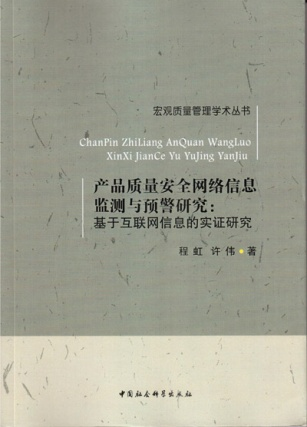 宏观质量管理学术丛书
ChanPin ZhiLiang AnQuan WangLuo
XinXi JianCe Yu YuJing YanJiu
产品质量安全网络信息
监测与预警研究：
基于互联网信息的实证研究
程虹 许伟•著
中国社会科学出版社